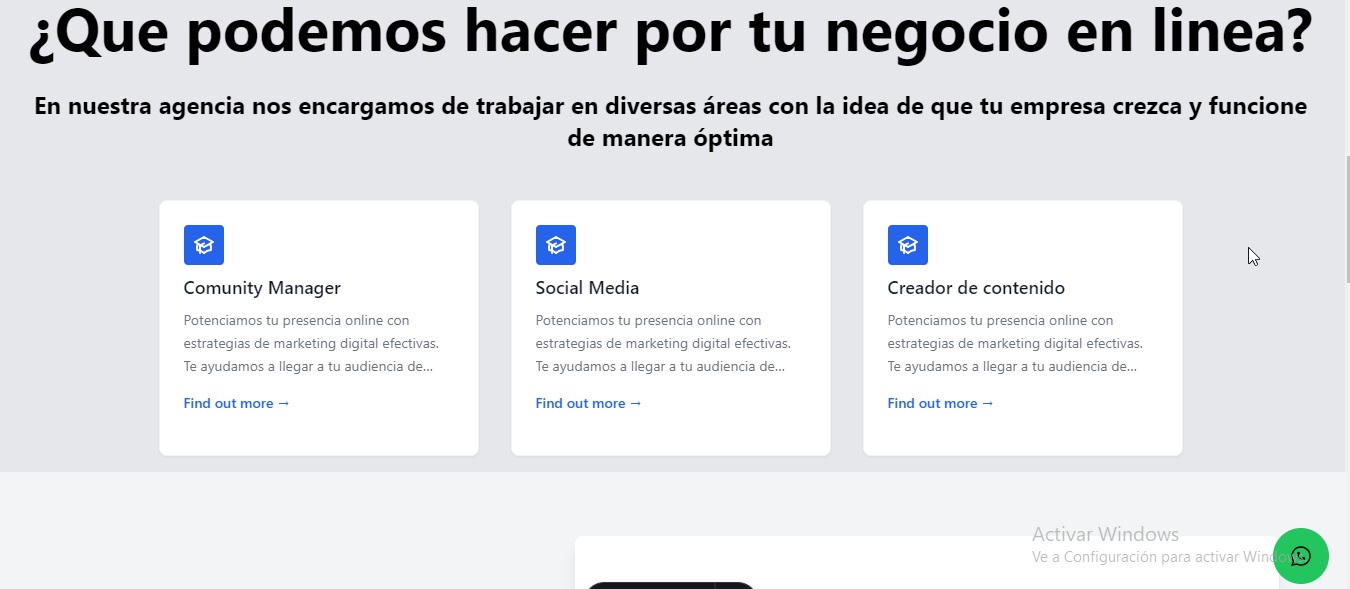 ¿Que podemos hacer por tu negocio en linea?
En nuestra agencia nos encargamos de trabajar en diversas áreas con la idea de que tu empresa crezca y funcione
de manera óptima
Comunity Manager
Potenciamos tu presencia online con
estrategias de marketing digital efectivas.
Te ayudamos a llegar a tu audiencia de...
Find out more →
Social Media
Potenciamos tu presencia online con
estrategias de marketing digital efectivas.
Te ayudamos a llegar a tu audiencia de...
Find out more →
Creador de contenido
Potenciamos tu presencia online con
estrategias de marketing digital efectivas.
Te ayudamos a llegar a tu audiencia de...
Find out more →
Activar Windows
Ve a Configuración para activar Windows